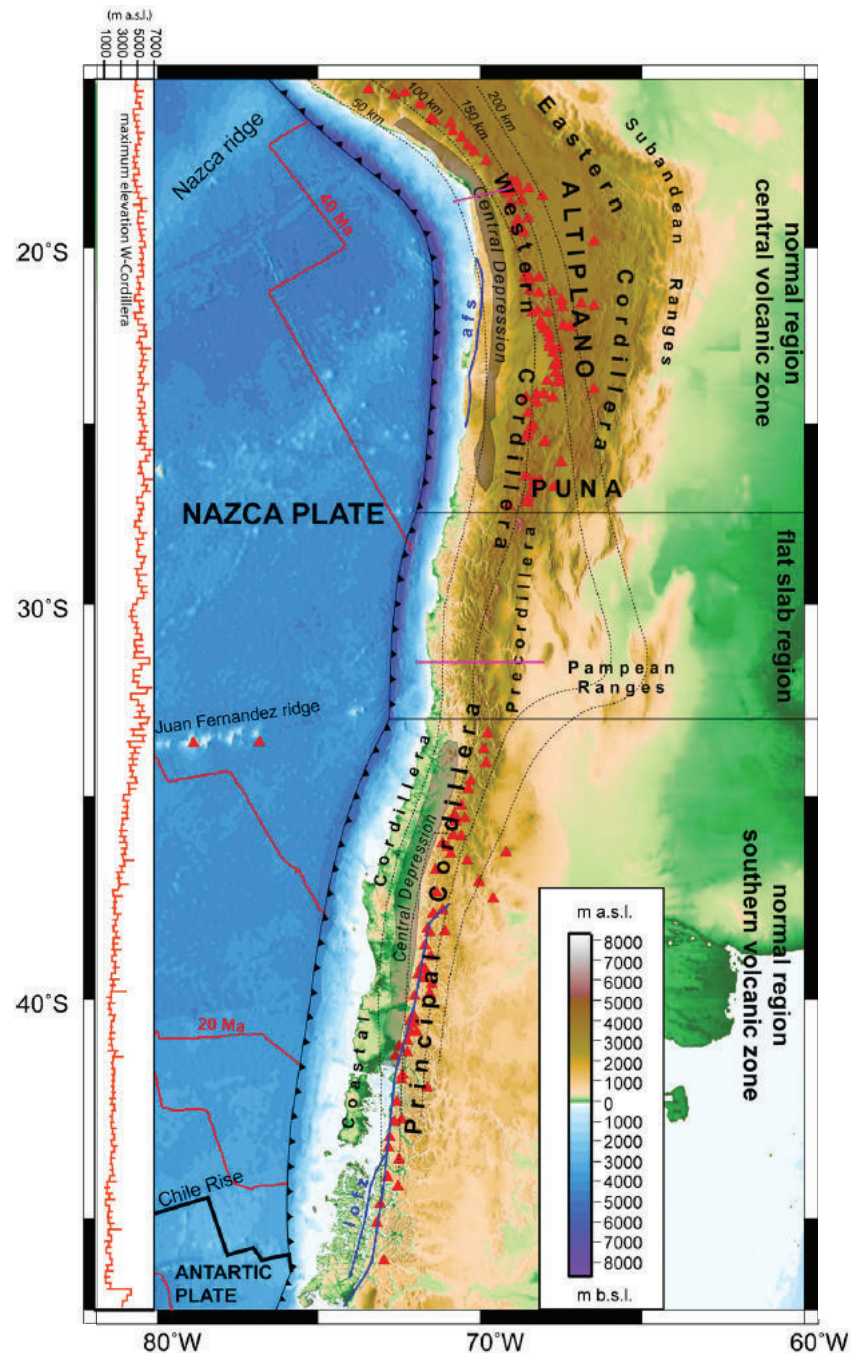 (m a.s.l.)
1000
3000
5000
7000
maximum elevation W-Cordillera
Nazca ridge
40 Ma
50 km
100 km
150 km
200 km
Eastern Cordillera
Subandean Ranges
ALTIPLANO
Western Cordillera
Central Depression
afs
normal region
central volcanic zone
20°S
NAZCA PLATE
PUNA
flat slab region
30°S
Precordillera
Pampean
Ranges
Juan Fernandez ridge
Coastal Cordillera
Central Depression
Principal Cordillera
normal region
southern volcanic zone
40°S
20 Ma
lofz
Chile Rise
ANTARTIC
PLATE
m a.s.l.
8000
7000
6000
5000
4000
3000
2000
1000
0
1000
2000
3000
4000
5000
6000
7000
8000
m b.s.l.
80°W
70°W
60°W